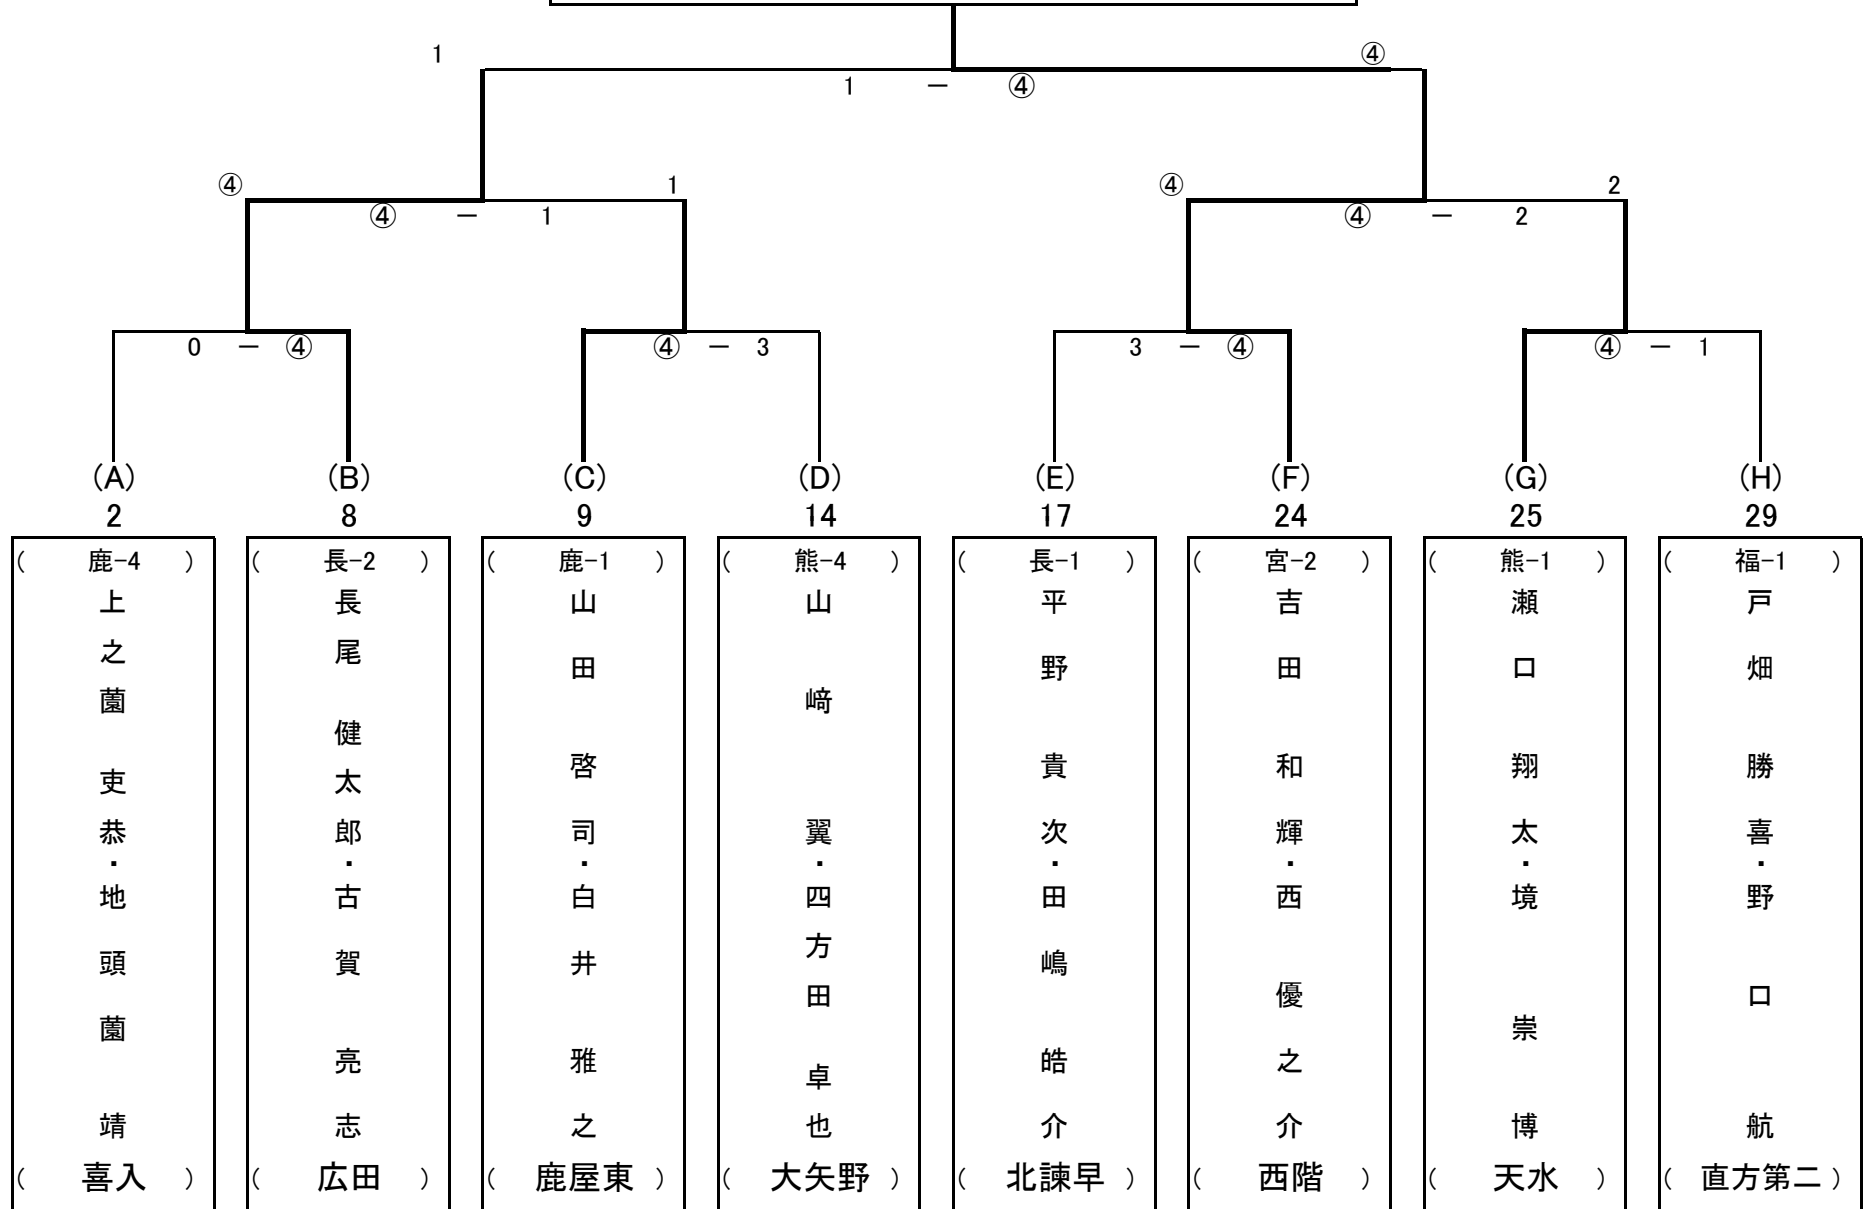 1 ④
1 － ④
④ 1 ④ 2
④ － 1 ④ － 2
0 － ④ ④ － 3 3 － ④ ④ － 1
(A) (B) (C) (D) (E) (F) (G) (H)
2 8 9 14 17 24 25 29
( 鹿-4 ) ( 長-2 ) ( 鹿-1 ) ( 熊-4 ) ( 長-1 ) ( 宮-2 ) ( 熊-1 ) ( 福-1 )
上之薗 吏恭・地頭薗 靖
長尾 健太郎・古賀 亮志
山田 啓司・白井 雅之
山﨑 翼・四方田 卓也
平野 貴次・田嶋 皓介
吉田 和輝・西 優之介
瀬口 翔太・境 崇博
戸畑 勝喜・野口 航
( 喜入 ) ( 広田 ) ( 鹿屋東 ) ( 大矢野 ) ( 北諫早 ) ( 西階 ) ( 天水 ) ( 直方第二 )